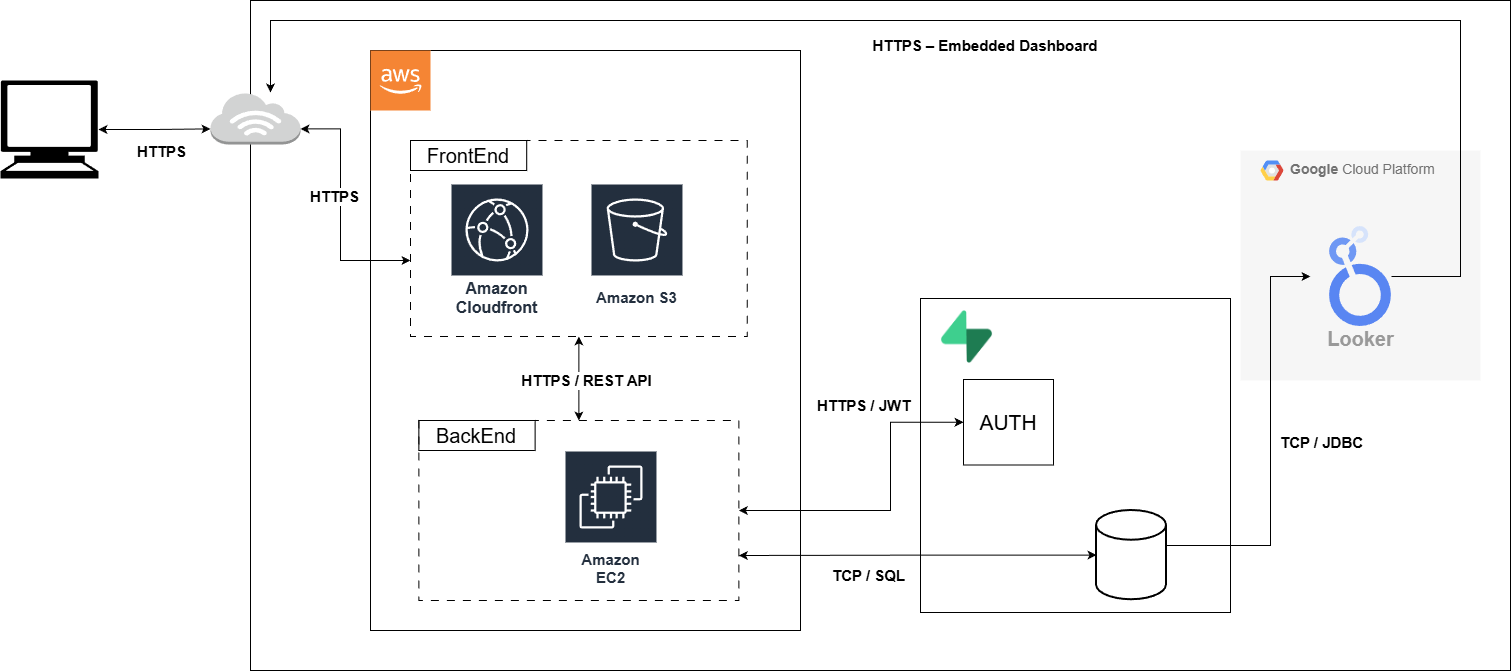 HTTPS – Embedded Dashboard
aws
HTTPS
FrontEnd
Google Cloud Platform
HTTPS
Amazon
Cloudfront
Amazon S3
Looker
HTTPS / REST API
HTTPS / JWT
AUTH
BackEnd
TCP / JDBC
Amazon
EC2
TCP / SQL